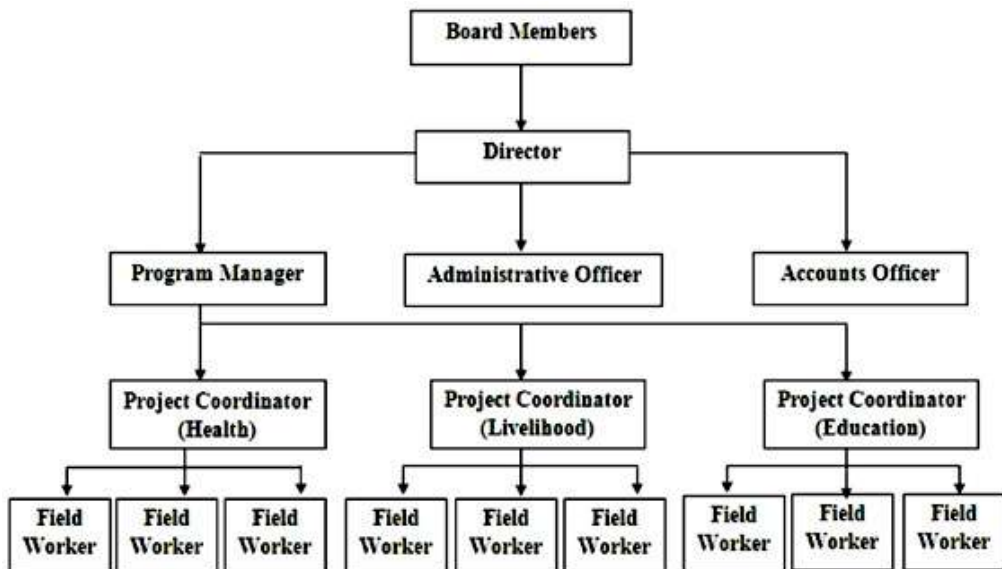 Board Members
Director
Program Manager
Administrative Officer
Accounts Officer
Project Coordinator
(Health)
Project Coordinator
(Livelihood)
Project Coordinator
(Education)
Field
Worker
Field
Worker
Field
Worker
Field
Worker
Field
Worker
Field
Worker
Field
Worker
Field
Worker
Field
Worker